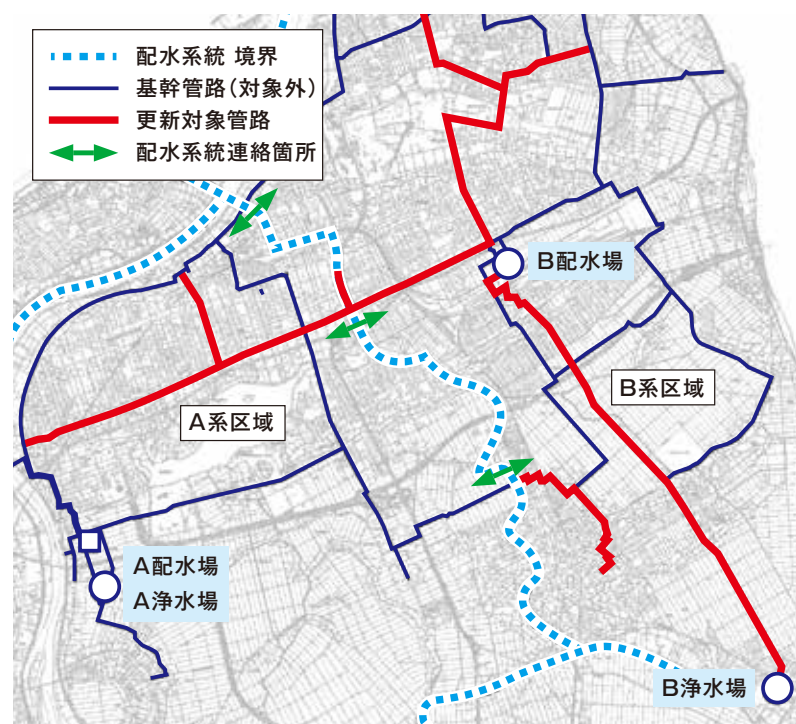 配水系統 境界
基幹管路(対象外)
更新対象管路
配水系統連絡箇所
B配水場
B系区域
A系区域
A配水場
A浄水場
B浄水場